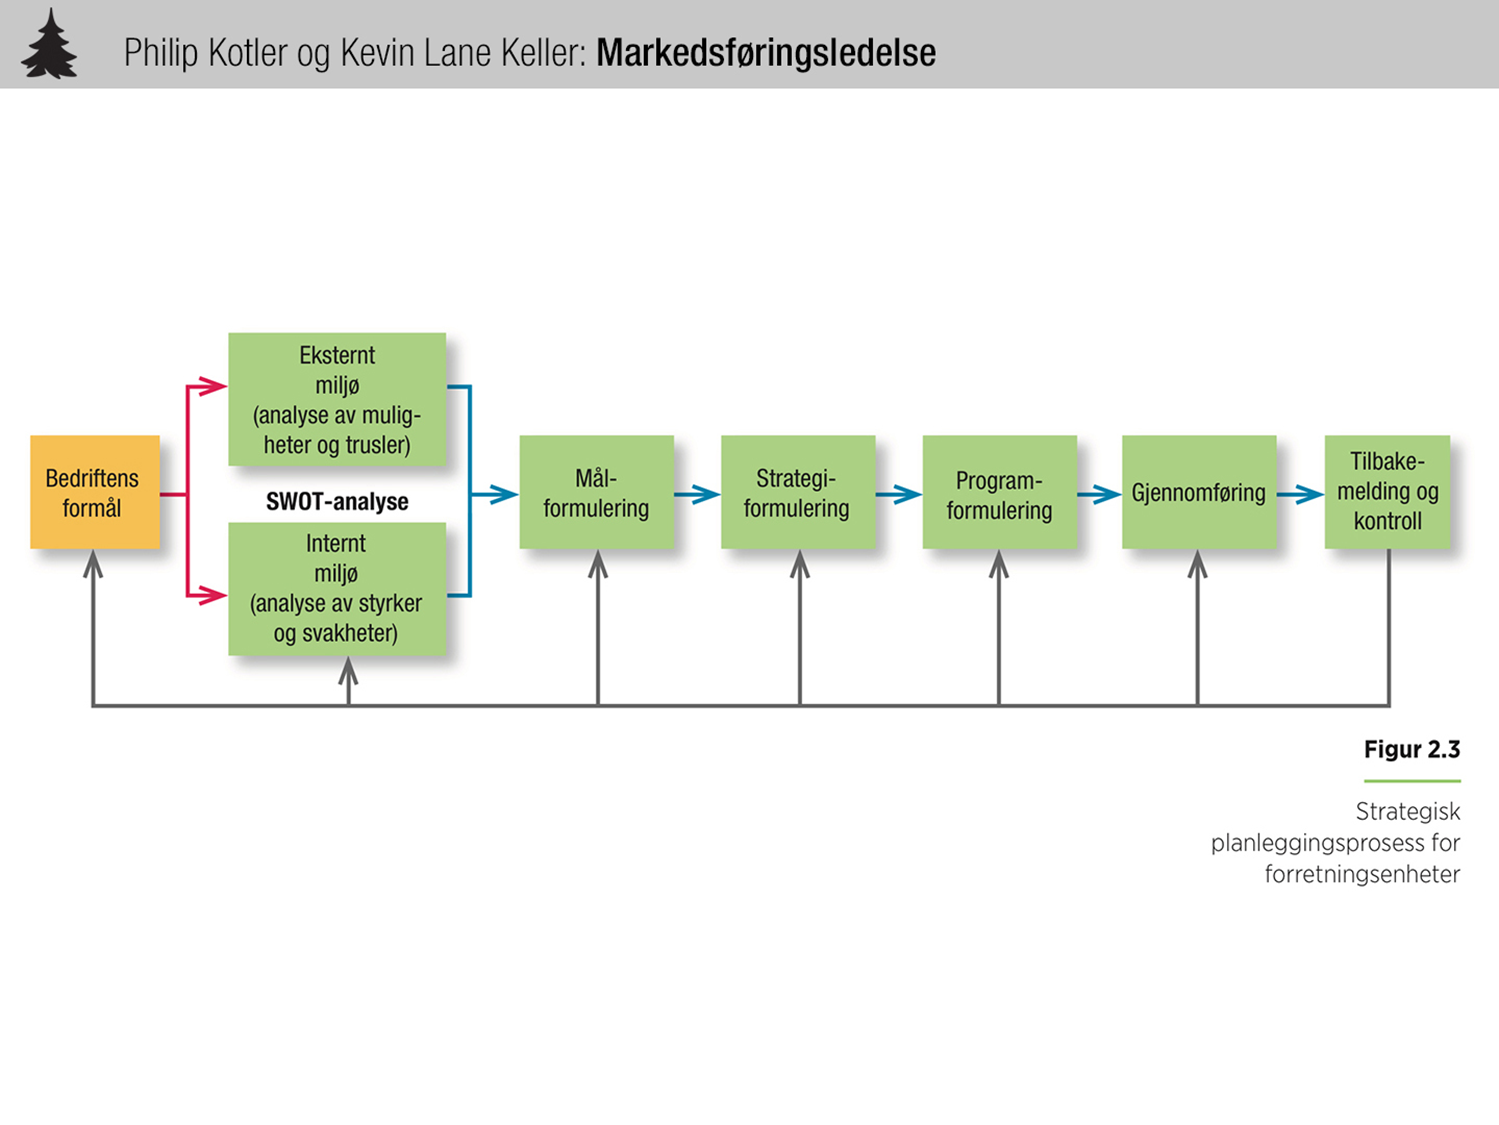 Philip Kotler og Kevin Lane Keller: Markedsføringsledelse
Bedriftens
formål
Eksternt
miljø
(analyse av mulig-
heter og trusler)
SWOT-analyse
Internt
miljø
(analyse av styrker
og svakheter)
Mål-
formulering
Strategi-
formulering
Program-
formulering
Gjennomføring
Tilbake-
melding og
kontroll
Figur 2.3
Strategisk
planleggingsprosess for
forretningsenheter